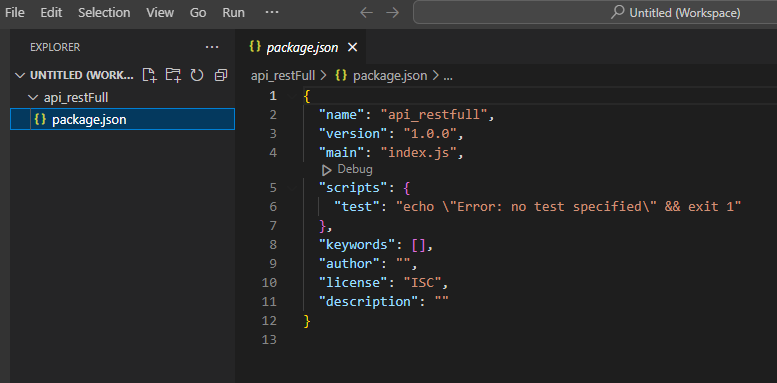 File Edit Selection View Go Run ··· Untitled (Workspace)
EXPLORER ···
UNTITLED (WORK...
api_restFull
{} package.json
{} package.json ×
api_restFull > {} package.json > ...
1 {
2 "name": "api_restfull",
3 "version": "1.0.0",
4 "main": "index.js",
Debug
5 "scripts": {
6 "test": "echo \"Error: no test specified\" && exit 1"
7 },
8 "keywords": [],
9 "author": "",
10 "license": "ISC",
11 "description": ""
12 }
13